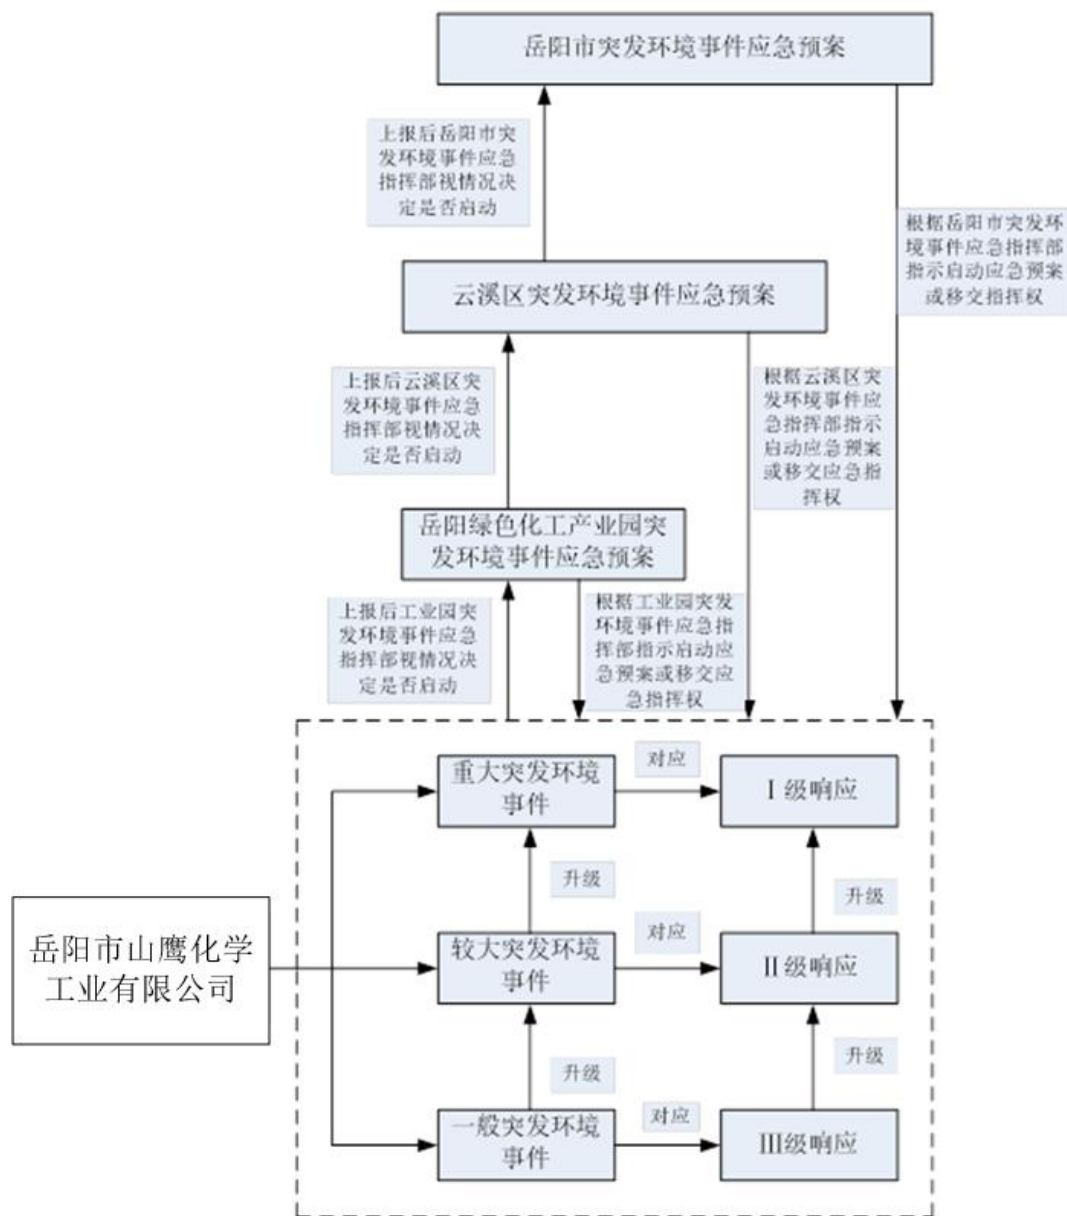 岳阳市突发环境事件应急预案
上报后岳阳市突
发环境事件应急
指挥部视情况决
定是否启动
根据岳阳市突发环
境事件应急指挥部
指示启动应急预案
或移交指挥权
云溪区突发环境事件应急预案
上报后云溪区突
发环境事件应急
指挥部视情况决
定是否启动
根据云溪区突
发环境事件应
急指挥部指示
启动应急预案
或移交应急指
挥权
岳阳绿色化工产业园突
发环境事件应急预案
上报后工业园突
发环境事件应急
指挥部视情况决
定是否启动
根据工业园突发
环境事件应急指
挥部指示启动应
急预案或移交应
急指挥权
重大突发环境
事件
对应
Ⅰ级响应
升级
升级
岳阳市山鹰化学
工业有限公司
较大突发环境
事件
对应
Ⅱ级响应
升级
升级
一般突发环境
事件
对应
Ⅲ级响应